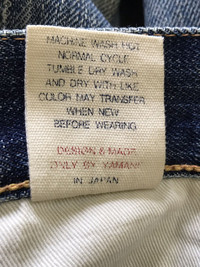 MACHINE WASH HOT
NORMAL CYCLE
TUMBLE DRY WASH
AND DRY WITH LIKE
COLOR MAY TRANSFER
WHEN NEW
BEFORE WEARING
DESIGN & MADE
ONLY BY YAMANE
IN JAPAN